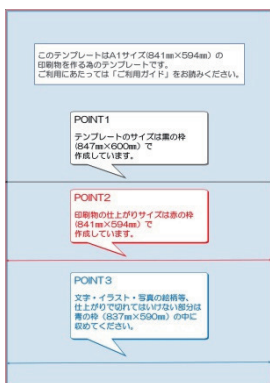 このテンプレートはA1サイズ(841㎜×594㎜)の
印刷物を作る為のテンプレートです。
ご利用にあたっては「ご利用ガイド」をお読みください。
POINT1
テンプレートのサイズは黒の枠
(847㎜×600㎜)で
作成しています。
POINT2
印刷物の仕上がりサイズは赤の枠
(841㎜×594㎜)で
作成しています。
POINT3
文字・イラスト・写真の絵柄等、
仕上がりで切れてはいけない部分は
青の枠(837㎜×590㎜)の中に
収めてください。